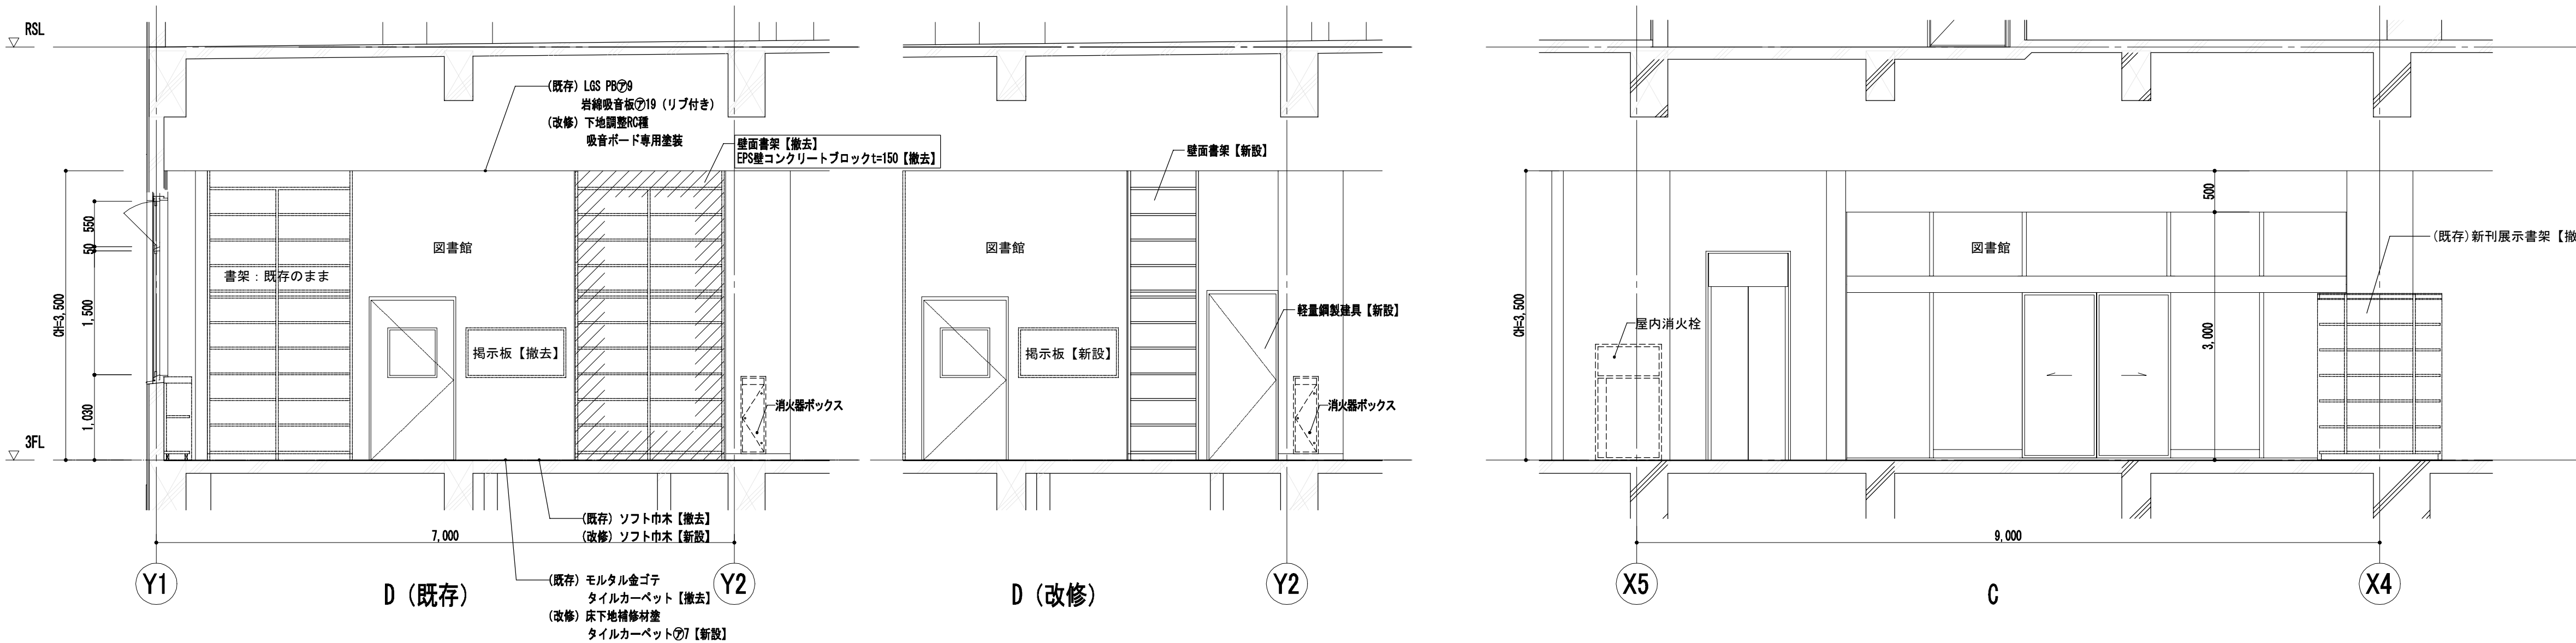 RSL
(既存) LGS PB㋐9
岩綿吸音板㋐19 (リブ付き)
(改修) 下地調整RC種
吸音ボード専用塗装
壁面書架【撤去】
EPS壁コンクリートブロックt=150【撤去】
図書館
書架：既存のまま
掲示板【撤去】
消火器ボックス
CH=3,500
550
50
1,500
1,030
3FL
(既存) ソフト巾木【撤去】
(改修) ソフト巾木【新設】
7,000
(既存) モルタル金ゴテ
タイルカーペット【撤去】
(改修) 床下地補修材塗
タイルカーペット㋐7【新設】
Y1
D (既存)
Y2
壁面書架【新設】
図書館
軽量鋼製建具【新設】
掲示板【新設】
消火器ボックス
D (改修)
Y2
CH=3,500
500
図書館
(既存)新刊展示書架【撤
屋内消火栓
3,000
9,000
X5
C
X4